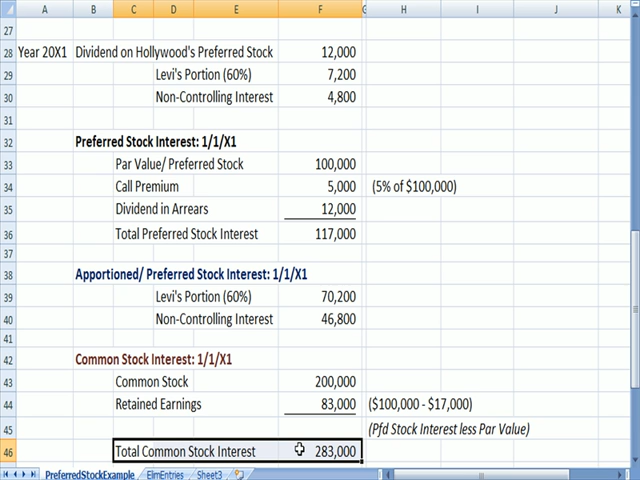 C D E F G H I J K
A B
27
28 Year 20X1 Dividend on Hollywood's Preferred Stock 12,000
29 Levi's Portion (60%) 7,200
30 Non-Controlling Interest 4,800
31
32 Preferred Stock Interest: 1/1/X1
33 Par Value/ Preferred Stock 100,000
34 Call Premium 5,000 (5% of $100,000)
35 Dividend in Arrears 12,000
36 Total Preferred Stock Interest 117,000
37
38 Apportioned/ Preferred Stock Interest: 1/1/X1
39 Levi's Portion (60%) 70,200
40 Non-Controlling Interest 46,800
41
42 Common Stock Interest: 1/1/X1
43 Common Stock 200,000
44 Retained Earnings 83,000 ($100,000 - $17,000)
45 (Pfd Stock Interest less Par Value)
46 Total Common Stock Interest 283,000
PreferredStockExample ElimEntries Sheet3